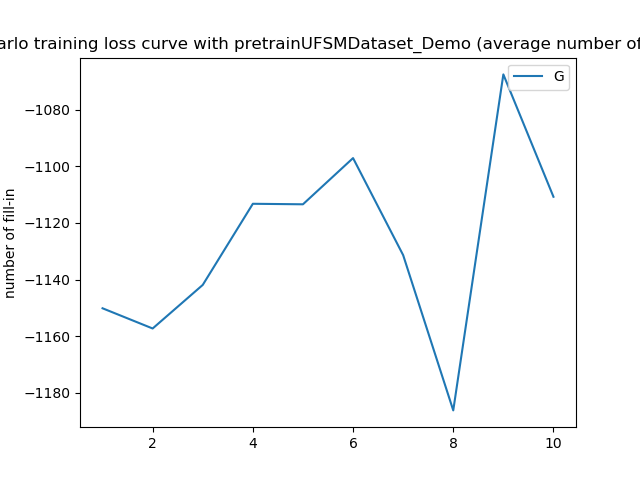 arlo training loss curve with pretrainUFSMDataset_Demo (average number of
G
−1080
−1100
−1120
−1140
−1160
−1180
number of fill-in
2 4 6 8 10